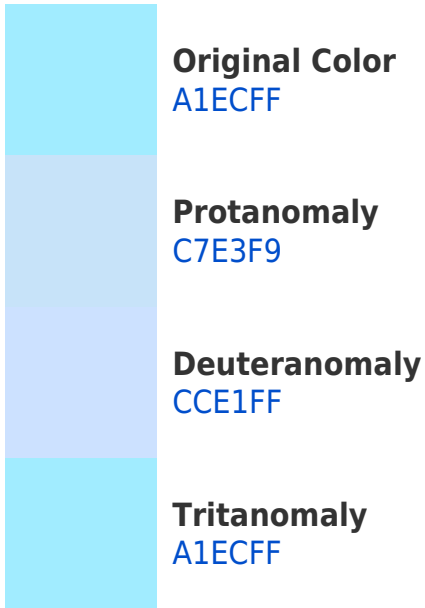 Original Color
A1ECFF
Protanomaly
C7E3F9
Deuteranomaly
CCE1FF
Tritanomaly
A1ECFF